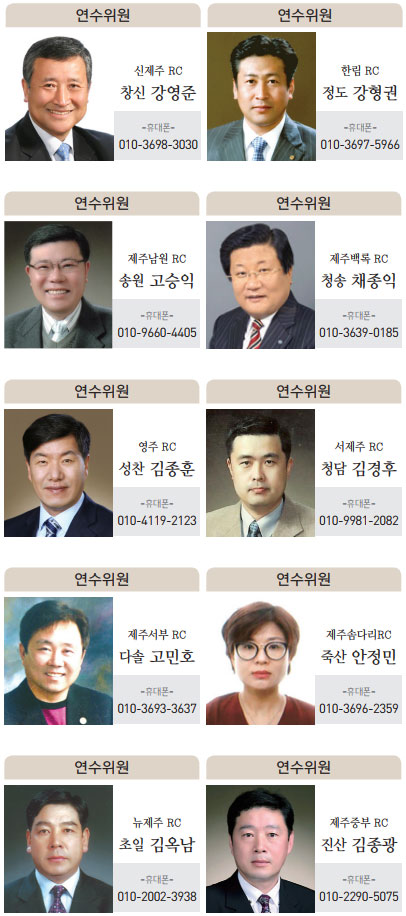 연수위원
신제주 RC
창신 강영준
-휴대폰-
010-3698-3030
연수위원
한림 RC
정도 강형권
-휴대폰-
010-3697-5966
연수위원
제주남원 RC
송원 고승익
-휴대폰-
010-9660-4405
연수위원
제주백록 RC
청송 채종익
-휴대폰-
010-3639-0185
연수위원
영주 RC
성찬 김종훈
-휴대폰-
010-4119-2123
연수위원
서제주 RC
청담 김경후
-휴대폰-
010-9981-2082
연수위원
제주서부 RC
다솔 고민호
-휴대폰-
010-3693-3637
연수위원
제주솜다리RC
죽산 안정민
-휴대폰-
010-3696-2359
연수위원
뉴제주 RC
초일 김옥남
-휴대폰-
010-2002-3938
연수위원
제주중부 RC
진산 김종광
-휴대폰-
010-2290-5075